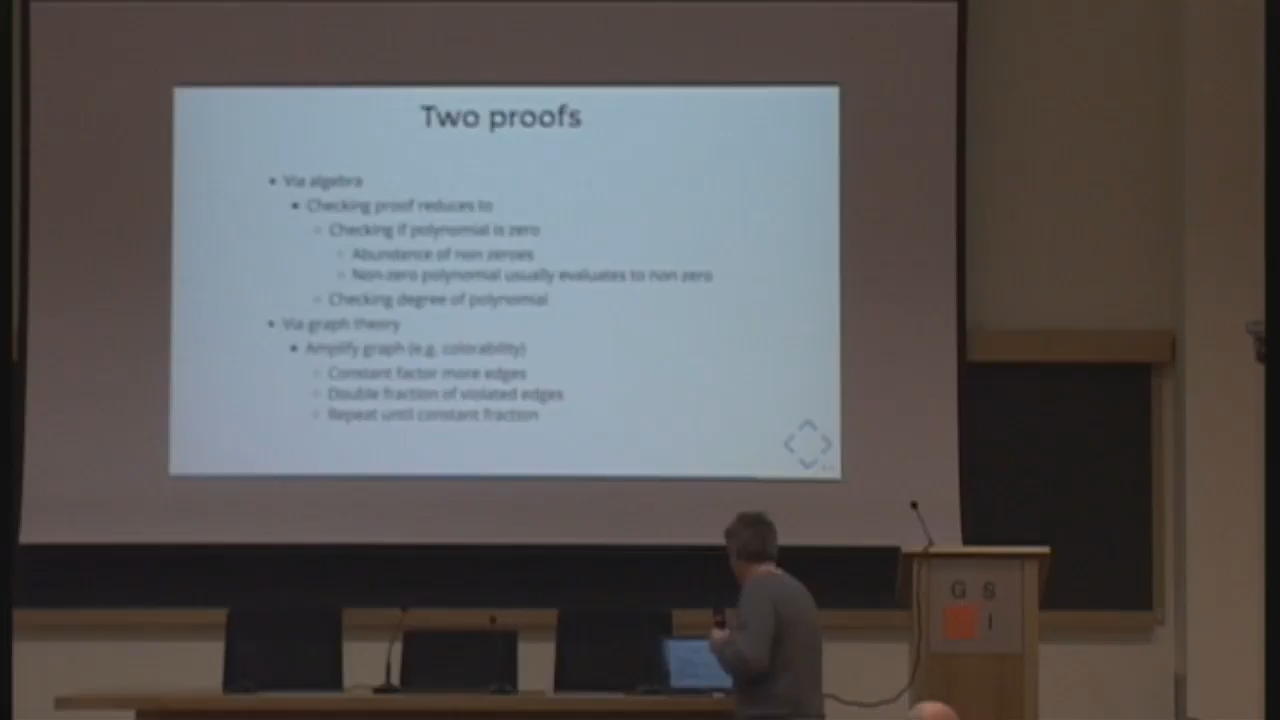 Two proofs
Via algebra
Checking proof reduces to
Checking if polynomial is zero
Abundance of non zeroes
Non-zero polynomial usually evaluates to non zero
Checking degree of polynomial
Via graph theory
Amplify graph (e.g. colorability)
Constant factor more edges
Double fraction of violated edges
Repeat until constant fraction
G S
I